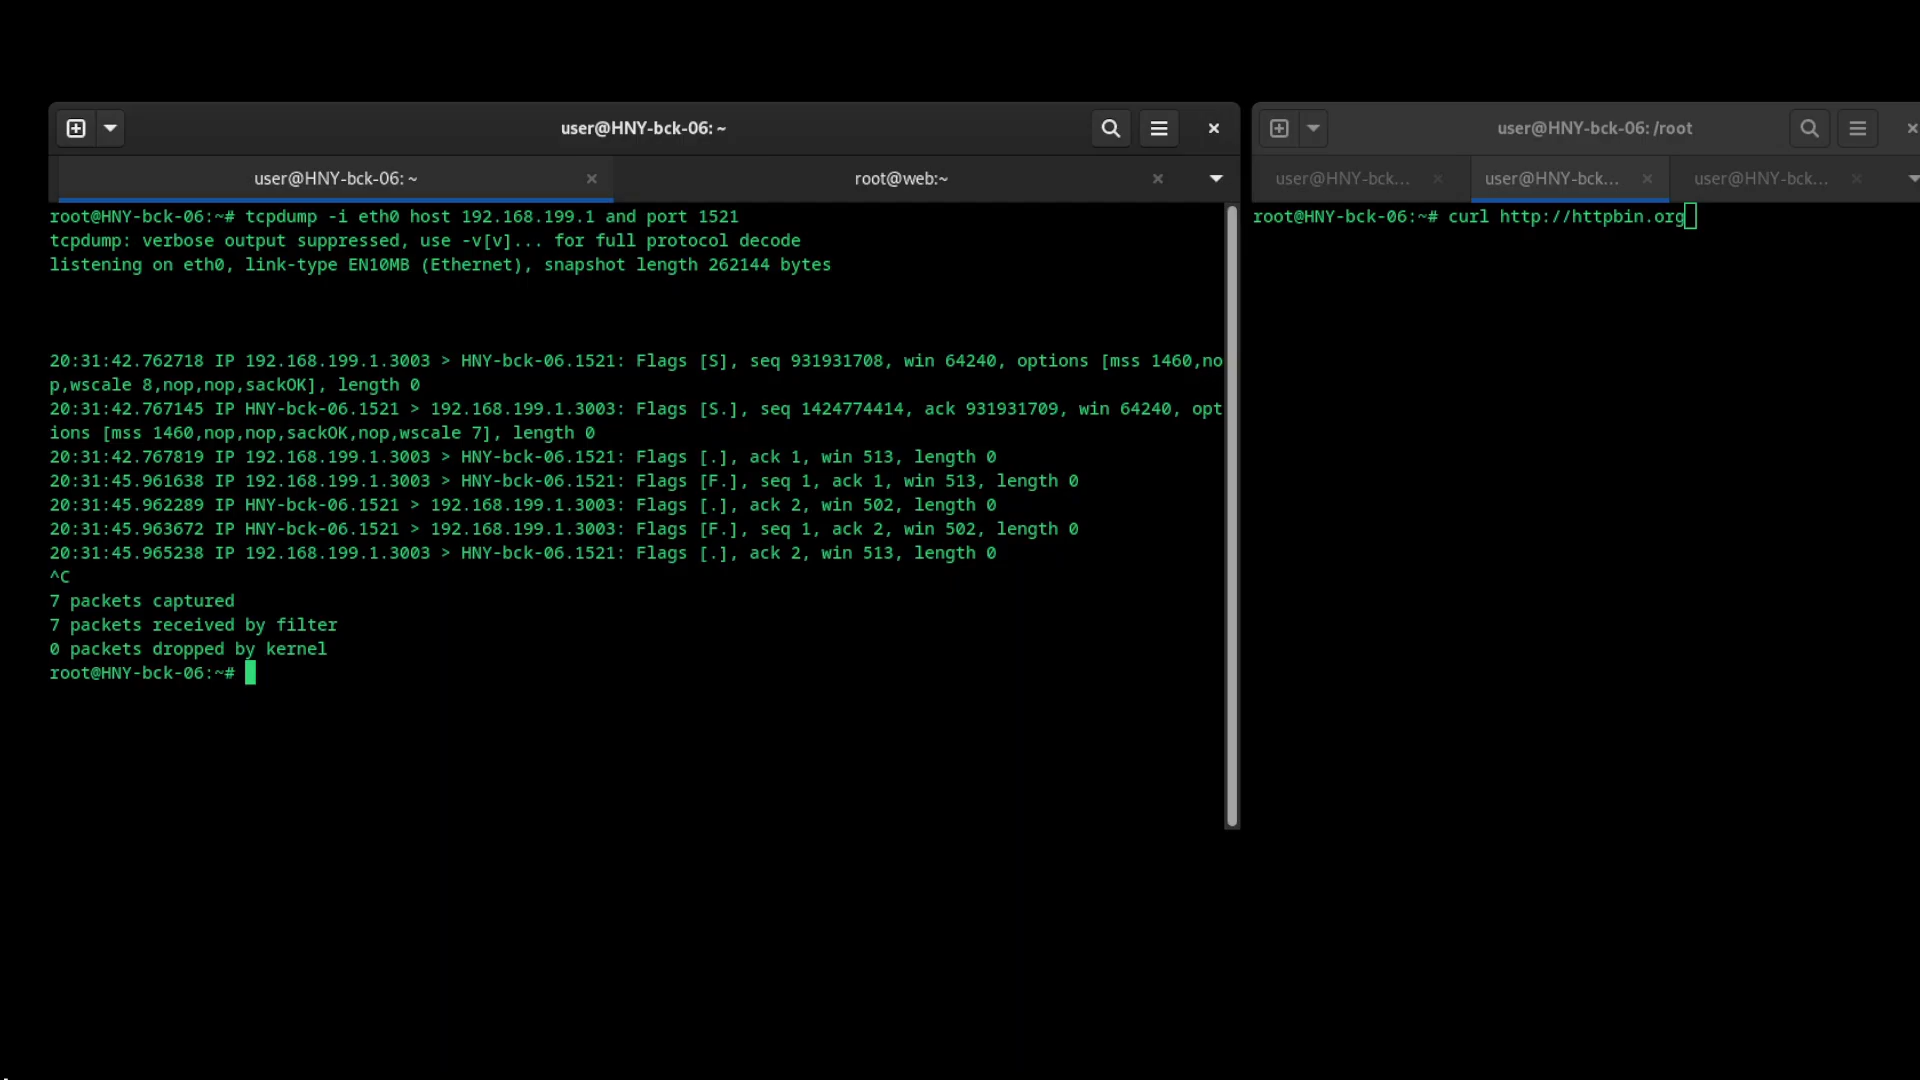 user@HNY-bck-06: ~
user@HNY-bck-06: ~
root@web:~
root@HNY-bck-06:~# tcpdump -i eth0 host 192.168.199.1 and port 1521
tcpdump: verbose output suppressed, use -v[v]... for full protocol decode
listening on eth0, link-type EN10MB (Ethernet), snapshot length 262144 bytes
20:31:42.762718 IP 192.168.199.1.3003 > HNY-bck-06.1521: Flags [S], seq 931931708, win 64240, options [mss 1460,no
p,wscale 8,nop,nop,sackOK], length 0
20:31:42.767145 IP HNY-bck-06.1521 > 192.168.199.1.3003: Flags [S.], seq 1424774414, ack 931931709, win 64240, opt
ions [mss 1460,nop,nop,sackOK,nop,wscale 7], length 0
20:31:42.767819 IP 192.168.199.1.3003 > HNY-bck-06.1521: Flags [.], ack 1, win 513, length 0
20:31:45.961638 IP 192.168.199.1.3003 > HNY-bck-06.1521: Flags [F.], seq 1, ack 1, win 513, length 0
20:31:45.962289 IP HNY-bck-06.1521 > 192.168.199.1.3003: Flags [.], ack 2, win 502, length 0
20:31:45.963672 IP HNY-bck-06.1521 > 192.168.199.1.3003: Flags [F.], seq 1, ack 2, win 502, length 0
20:31:45.965238 IP 192.168.199.1.3003 > HNY-bck-06.1521: Flags [.], ack 2, win 513, length 0
^C
7 packets captured
7 packets received by filter
0 packets dropped by kernel
root@HNY-bck-06:~#
user@HNY-bck-06: /root
user@HNY-bck...
user@HNY-bck...
user@HNY-bck...
root@HNY-bck-06:~# curl http://httpbin.org